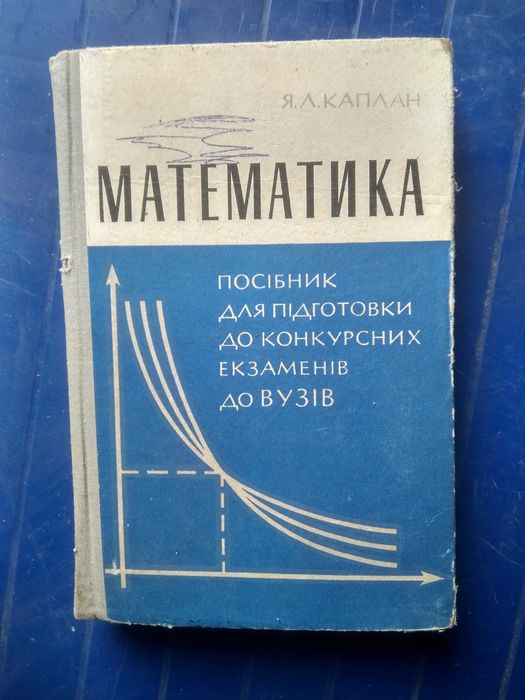 Я.Л. КАПЛАН
МАТЕМАТИКА
ПОСІБНИК
ДЛЯ ПІДГОТОВКИ
ДО КОНКУРСНИХ
ЕКЗАМЕНІВ
ДО ВУЗІВ